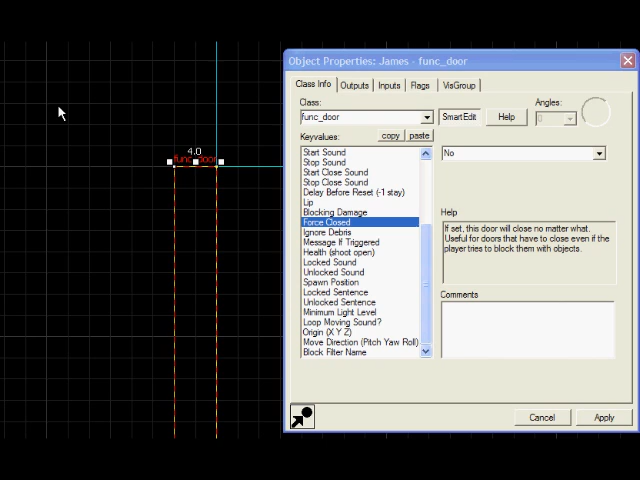 Object Properties: James - func_door
Class Info
Outputs
Inputs
Flags
VisGroup
Class:
func_door
SmartEdit
Help
Angles:
0
Keyvalues:
copy
paste
Start Sound
Stop Sound
Start Close Sound
Stop Close Sound
Delay Before Reset (-1 stay)
Lip
Blocking Damage
Force Closed
Ignore Debris
Message If Triggered
Health (shoot open)
Locked Sound
Unlocked Sound
Spawn Position
Locked Sentence
Unlocked Sentence
Minimum Light Level
Loop Moving Sound?
Origin (X Y Z)
Move Direction (Pitch Yaw Roll)
Block Filter Name
No
Help
If set, this door will close no matter what.
Useful for doors that have to close even if the
player tries to block them with objects.
Comments
Cancel
Apply
4.0
func_door